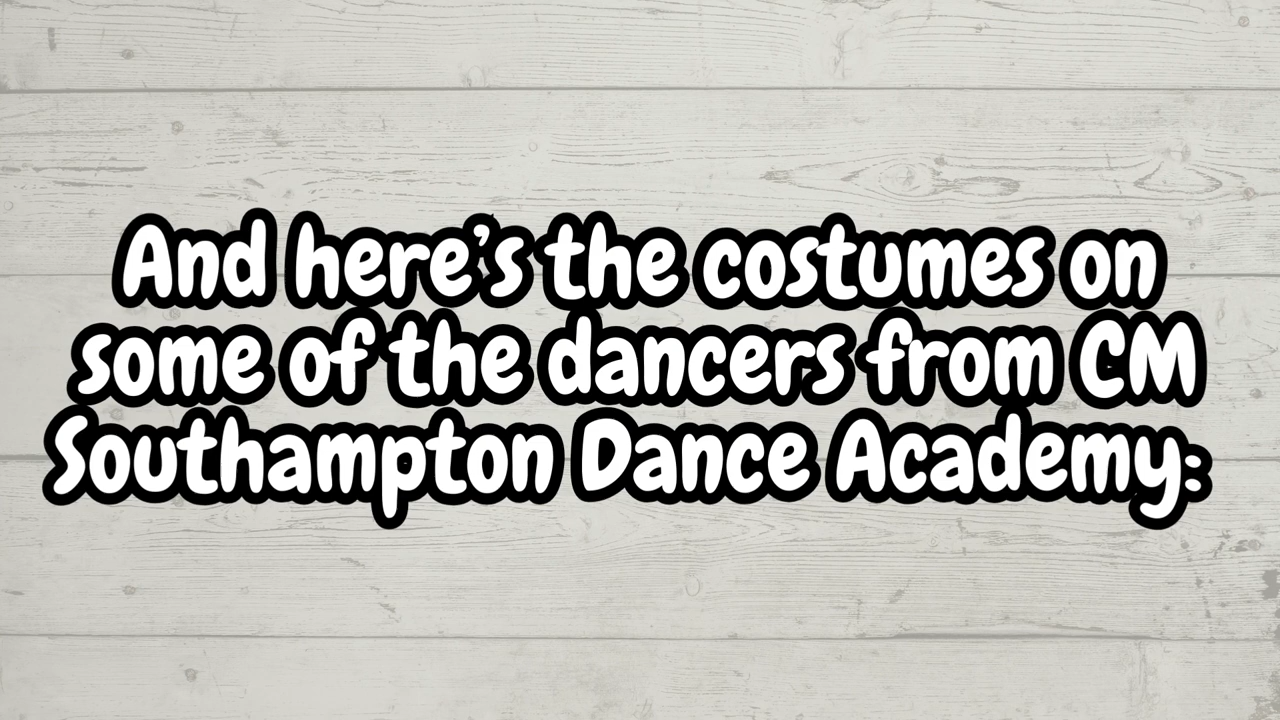 And here’s the costumes on
some of the dancers from CM
Southampton Dance Academy: